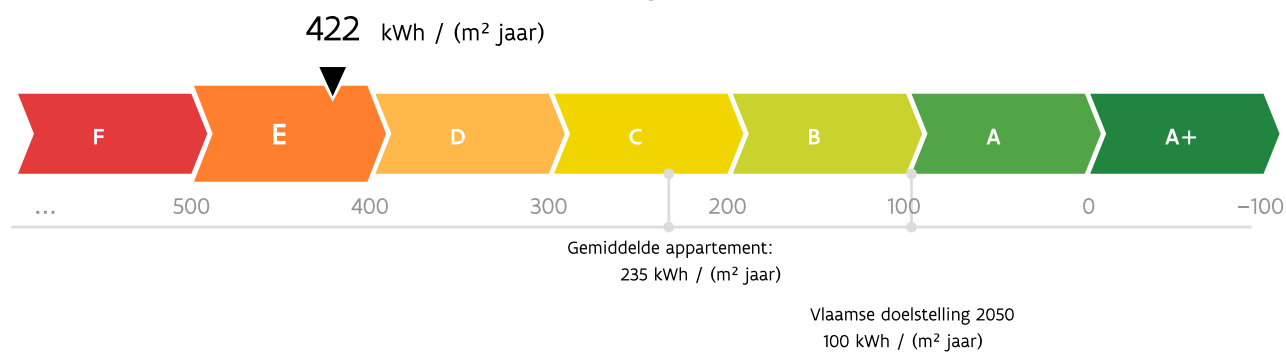 422 kWh / (m² jaar)
F E D C B A A+
... 500 400 300 200 100 0 −100
Gemiddelde appartement:
235 kWh / (m² jaar)
Vlaamse doelstelling 2050
100 kWh / (m² jaar)